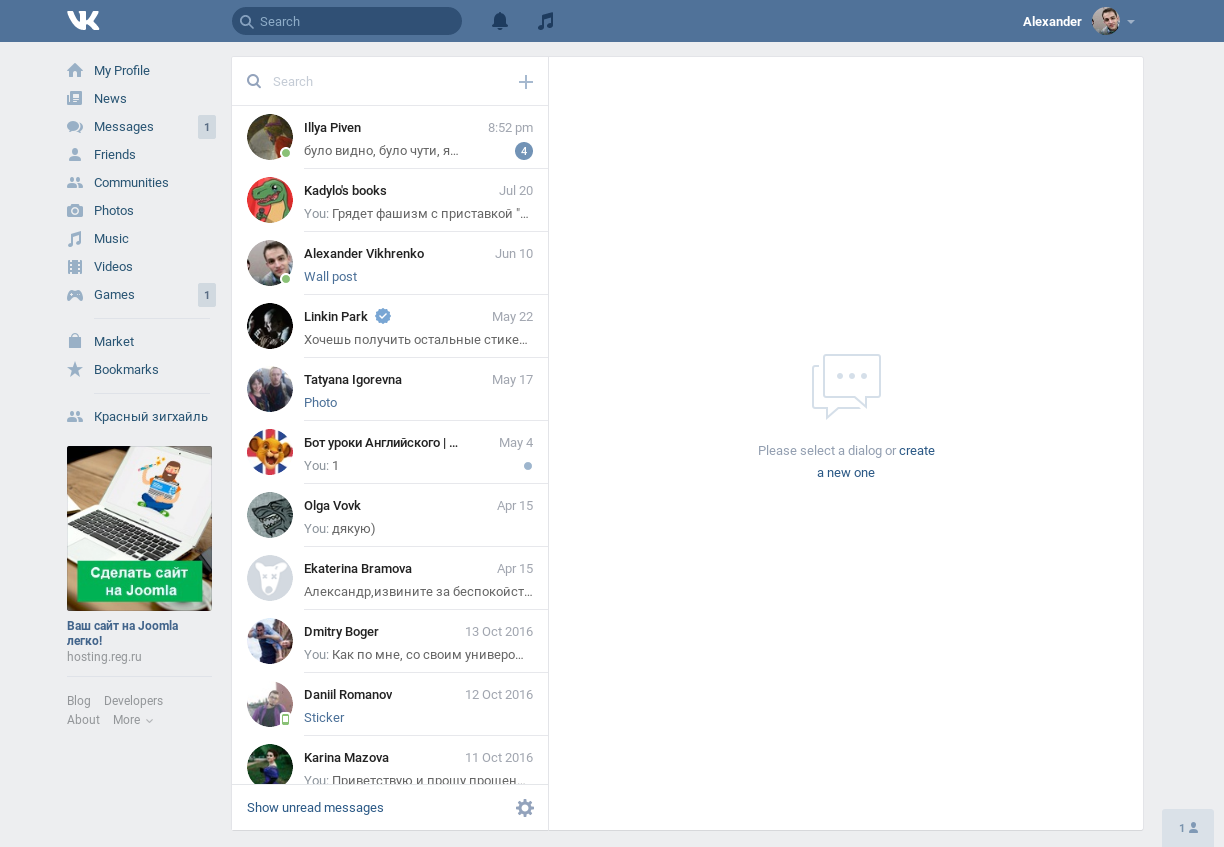 Search
Alexander
My Profile
News
Messages 1
Friends
Communities
Photos
Music
Videos
Games 1
Market
Bookmarks
Красный зигхайль
Сделать сайт
на Joomla
Ваш сайт на Joomla
легко!
hosting.reg.ru
Blog Developers
About More
Search
Illya Piven 8:52 pm
було видно, було чути, я... 4
Kadylo's books Jul 20
You: Грядет фашизм с приставкой "...
Alexander Vikhrenko Jun 10
Wall post
Linkin Park May 22
Хочешь получить остальные стике...
Tatyana Igorevna May 17
Photo
Бот уроки Английского | ... May 4
You: 1
Olga Vovk Apr 15
You: дякую)
Ekaterina Bramova Apr 15
Александр,извините за беспокойст...
Dmitry Boger 13 Oct 2016
You: Как по мне, со своим универо...
Daniil Romanov 12 Oct 2016
Sticker
Karina Mazova 11 Oct 2016
You: Приветствую и прошу прощен...
Show unread messages
Please select a dialog or create
a new one
1